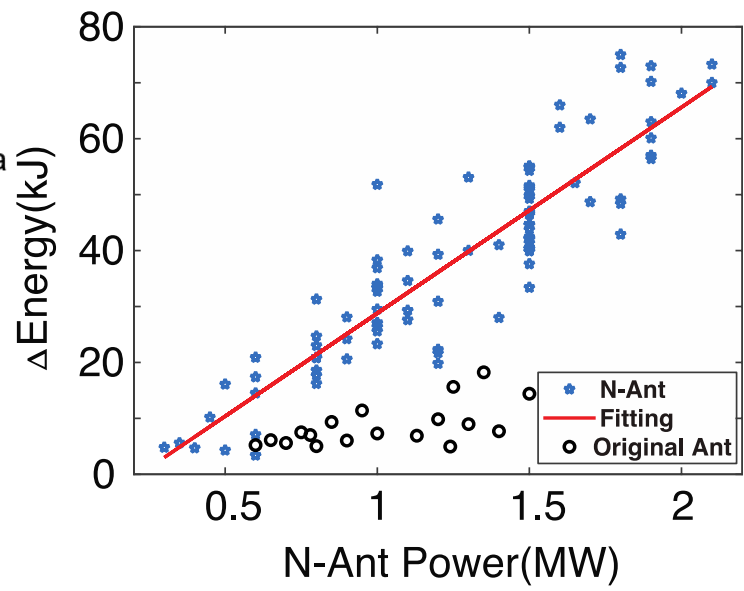 80
60
40
20
0
a
ΔEnergy(kJ)
N-Ant
Fitting
Original Ant
0.5
1
1.5
2
N-Ant Power(MW)